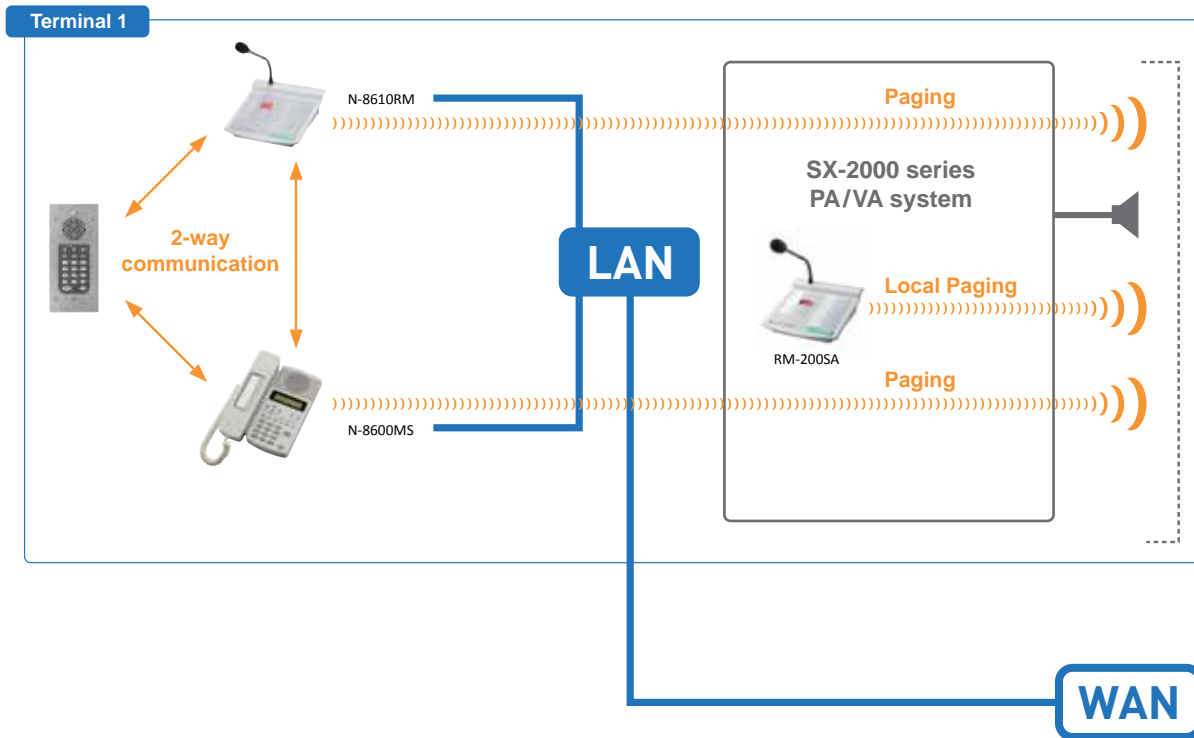 Terminal 1
N-8610RM
Paging
SX-2000 series
PA/VA system
2-way
communication
LAN
Local Paging
RM-200SA
Paging
N-8600MS
WAN